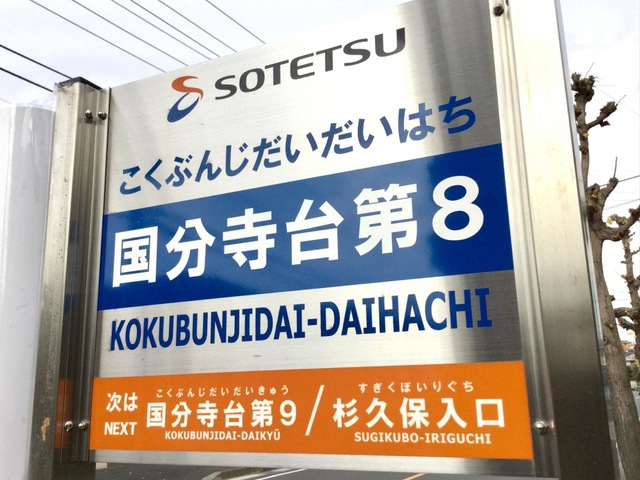 SOTETSU
こくぶんじだいだいはち
国分寺台第8
KOKUBUNJIDAI-DAIHACHI
次は
NEXT
こくぶんじだいだいきゅう
国分寺台第9
KOKUBUNJIDAI-DAIKYŪ
/
すぎくぼいりぐち
杉久保入口
SUGIKUBO-IRIGUCHI